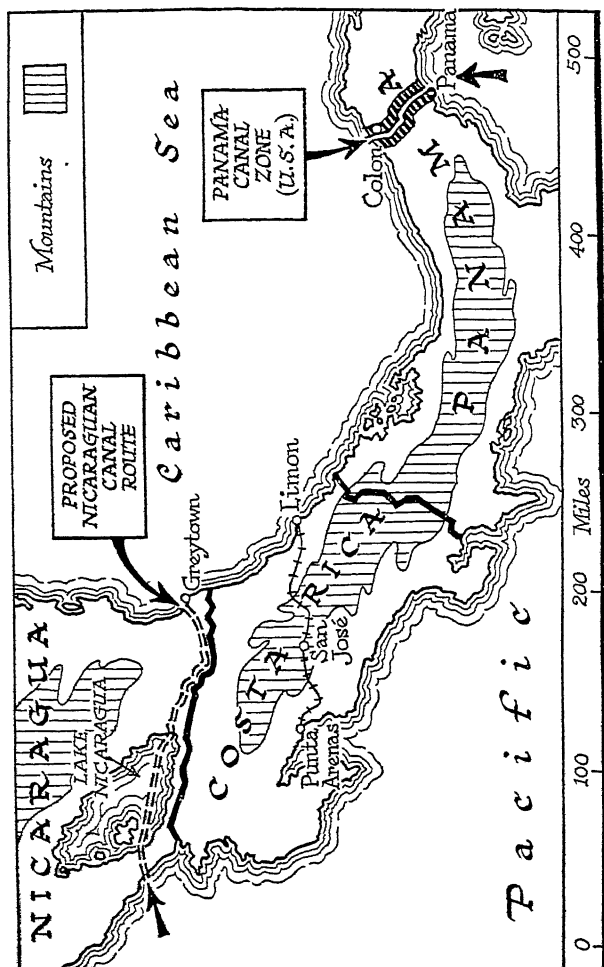 NICARAGUA
LAKE
NICARAGUA
PROPOSED
NICARAGUAN
CANAL
ROUTE
Greytown
Caribbean Sea
Mountains
PANAMA
CANAL
ZONE
(U.S.A.)
Colon
Panama
PANAMA
Limon
COSTA RICA
San
José
Punta
Arenas
Pacific
0 100 200 Miles 300 400 500